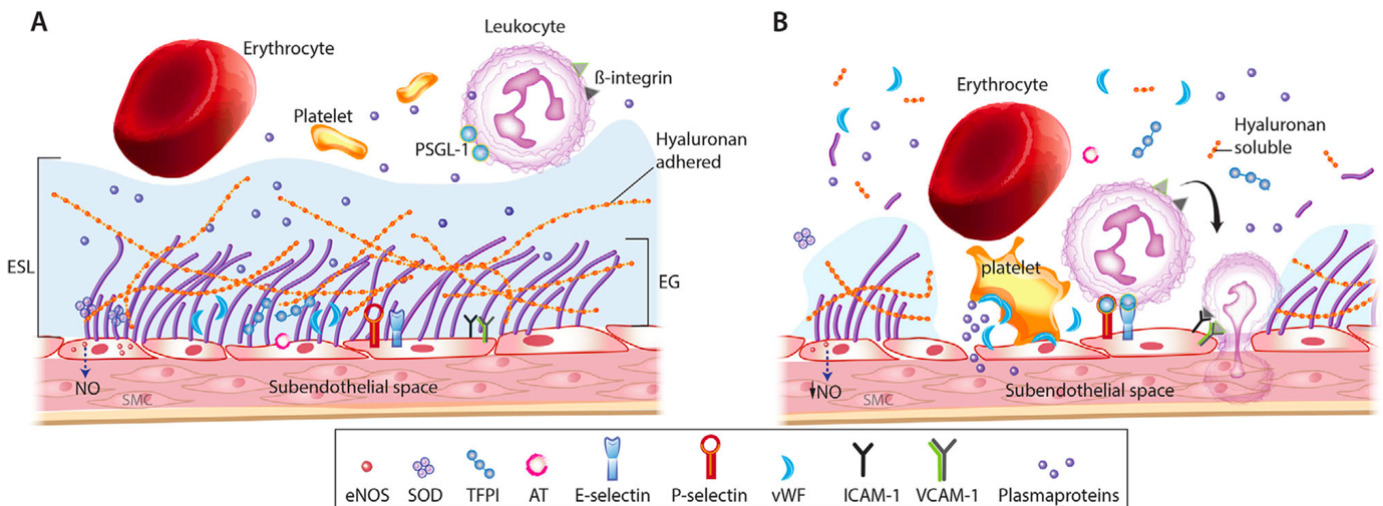 A
Erythrocyte
Leukocyte
ß-integrin
Platelet
PSGL-1
Hyaluronan
adhered
ESL
EG
NO
SMC
Subendothelial space
B
Erythrocyte
Hyaluronan
soluble
platelet
NO
SMC
Subendothelial space
eNOS
SOD
TFPI
AT
E-selectin
P-selectin
vWF
ICAM-1
VCAM-1
Plasmaproteins